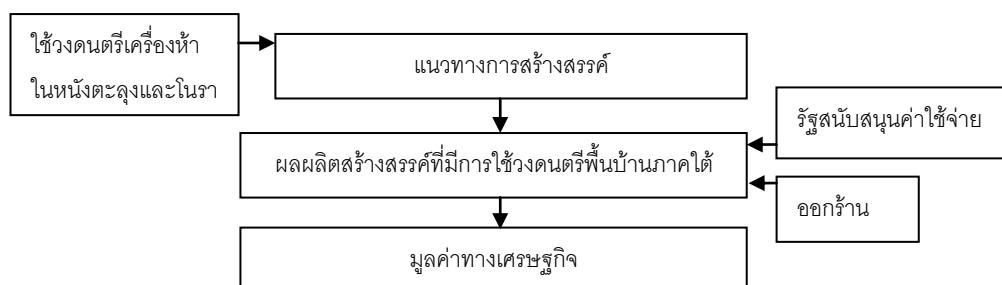 ใช้วงดนตรีเครื่องห้า
ในหนังตะลุงและโนรา
แนวทางการสร้างสรรค์
รัฐสนับสนุนค่าใช้จ่าย
ผลผลิตสร้างสรรค์ที่มีการใช้วงดนตรีพื้นบ้านภาคใต้
ออกร้าน
มูลค่าทางเศรษฐกิจ